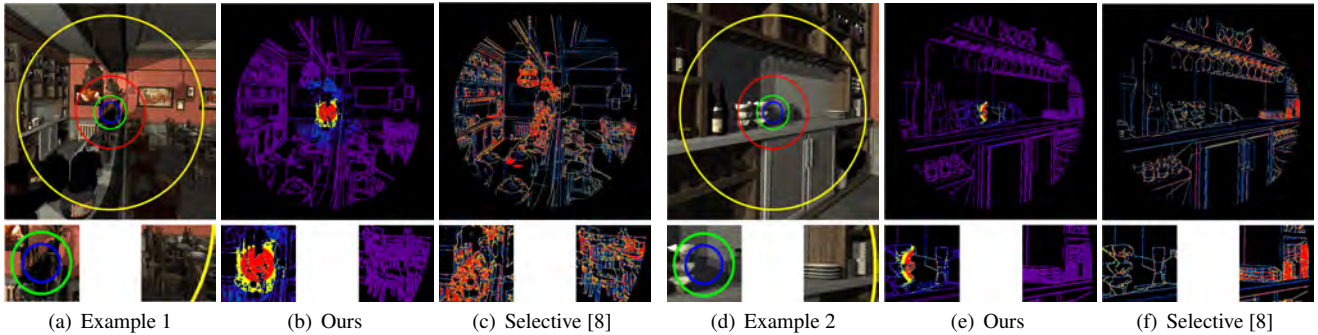 (a) Example 1
(b) Ours
(c) Selective [8]
(d) Example 2
(e) Ours
(f) Selective [8]